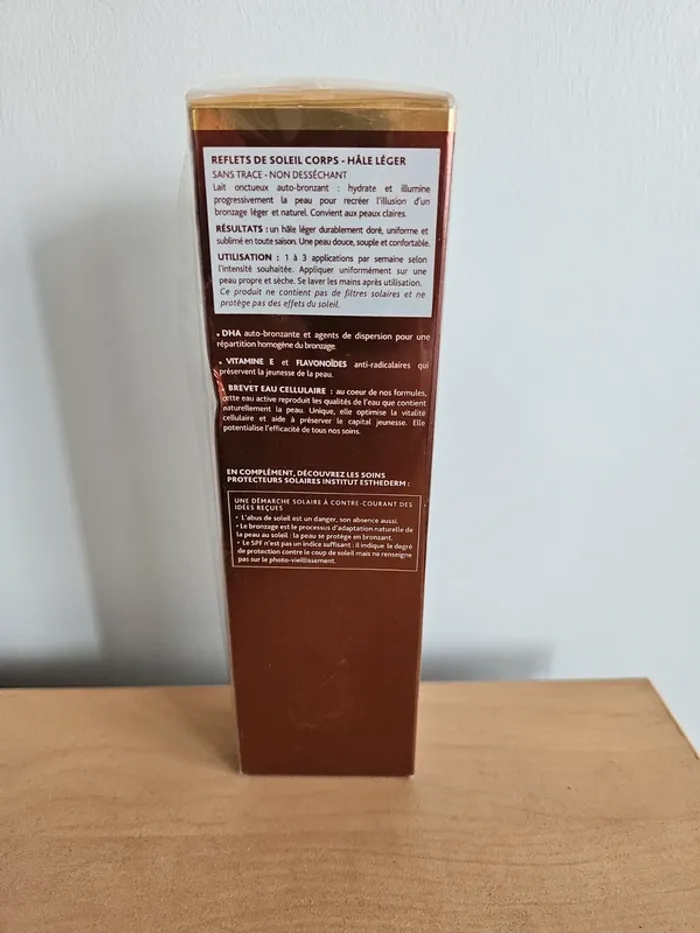 REFLETS DE SOLEIL CORPS - HÂLE LÉGER
SANS TRACE - NON DESSÉCHANT
Lait onctueux auto-bronzant : hydrate et illumine
progressivement la peau pour recréer l'illusion d'un
bronzage léger et naturel. Convient aux peaux claires.
RÉSULTATS : un hâle léger durablement doré, uniforme et
sublimé en toute saison. Une peau douce, souple et confortable.
UTILISATION : 1 à 3 applications par semaine selon
l'intensité souhaitée. Appliquer uniformément sur une
peau propre et sèche. Se laver les mains après utilisation.
Ce produit ne contient pas de filtres solaires et ne
protège pas des effets du soleil.
• DHA auto-bronzante et agents de dispersion pour une
répartition homogène du bronzage.
• VITAMINE E et FLAVONOÏDES anti-radicalaires qui
préservent la jeunesse de la peau.
• BREVET EAU CELLULAIRE : au coeur de nos formules,
cette eau active reproduit les qualités de l'eau que contient
naturellement la peau. Unique, elle optimise la vitalité
cellulaire et aide à préserver le capital jeunesse. Elle
potentialise l'efficacité de tous nos soins.
EN COMPLÉMENT, DÉCOUVREZ LES SOINS
PROTECTEURS SOLAIRES INSTITUT ESTHEDERM :
UNE DÉMARCHE SOLAIRE À CONTRE-COURANT DES
IDÉES REÇUES
• L'abus de soleil est un danger, son absence aussi.
• Le bronzage est le processus d'adaptation naturelle de
la peau au soleil : la peau se protège en bronzant.
• Le SPF n'est pas un indice suffisant : il indique le degré
de protection contre le coup de soleil mais ne renseigne
pas sur le photo-vieillissement.